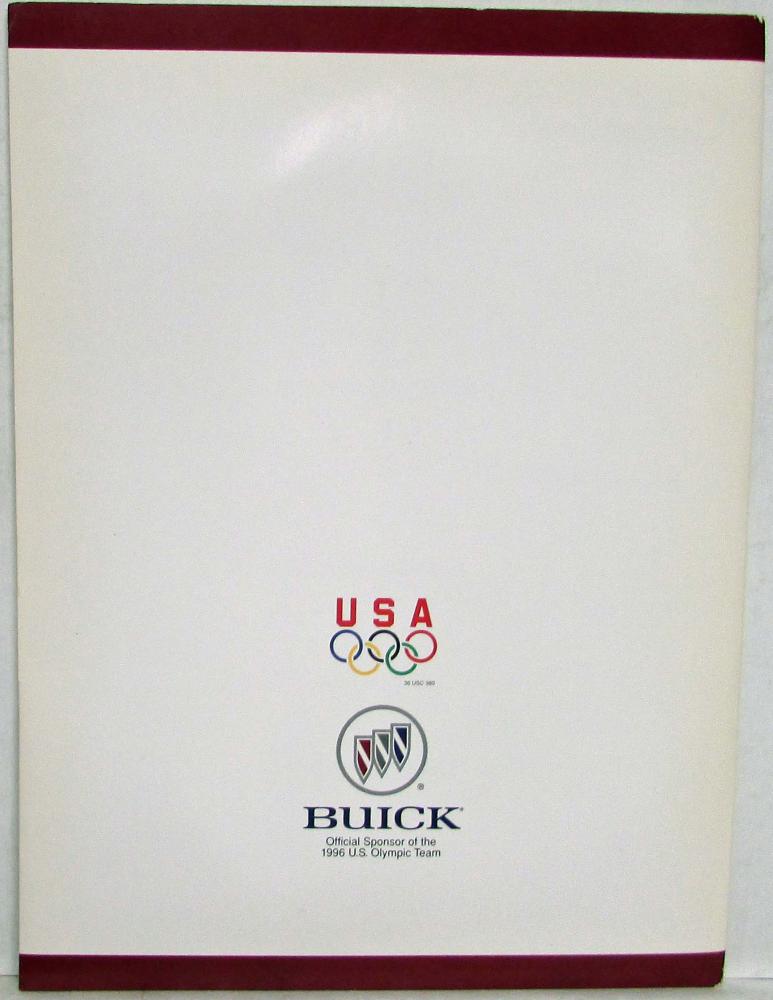 USA
36 USC 380
®
BUICK®
Official Sponsor of the
1996 U.S. Olympic Team